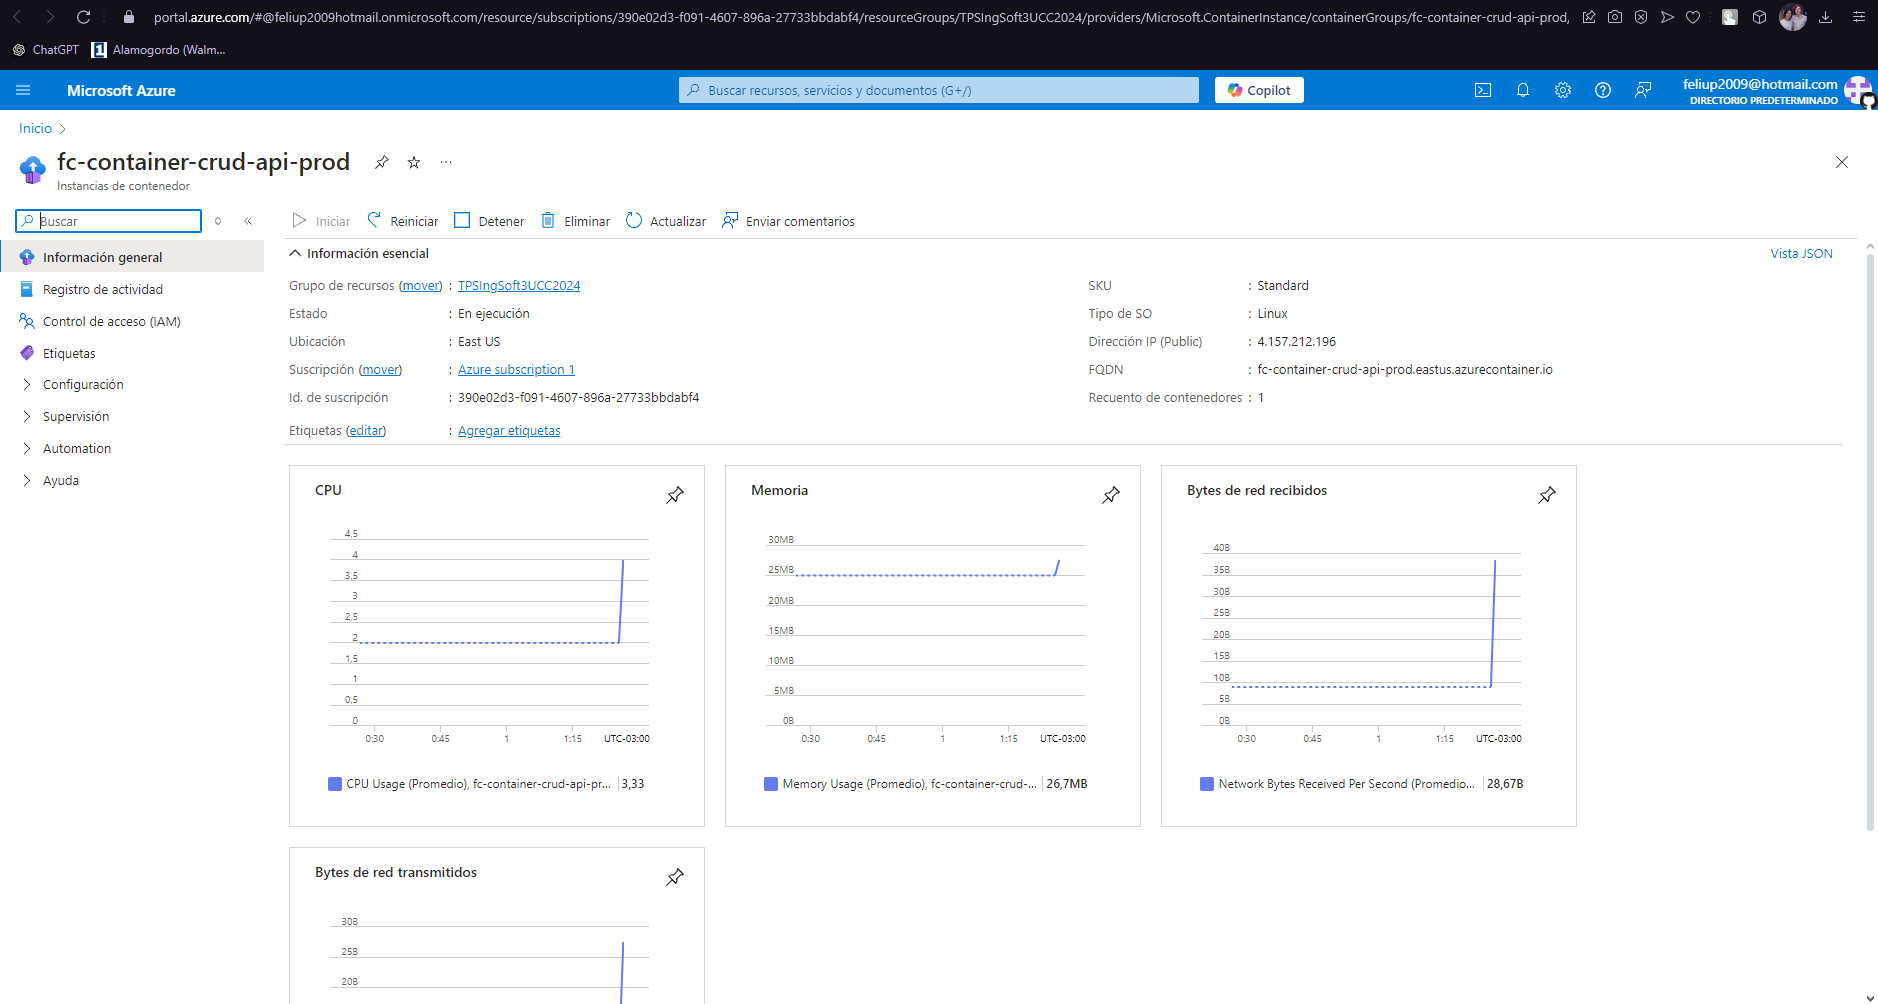 portal.azure.com/#@feliup2009hotmail.onmicrosoft.com/resource/subscriptions/390e02d3-f091-4607-896a-27733bbdabf4/resourceGroups/TPSIngSoft3UCC2024/providers/Microsoft.ContainerInstance/containerGroups/fc-container-crud-api-prod,
ChatGPT
1 Alamogordo (Walm...
Microsoft Azure
Buscar recursos, servicios y documentos (G+/)
Copilot
feliup2009@hotmail.com
DIRECTORIO PREDETERMINADO
Inicio
fc-container-crud-api-prod
Instancias de contenedor
Buscar
Información general
Registro de actividad
Control de acceso (IAM)
Etiquetas
Configuración
Supervisión
Automation
Ayuda
Iniciar Reiniciar Detener Eliminar Actualizar Enviar comentarios
Información esencial
Vista JSON
Grupo de recursos (mover) : TPSIngSoft3UCC2024
Estado : En ejecución
Ubicación : East US
Suscripción (mover) : Azure subscription 1
Id. de suscripción : 390e02d3-f091-4607-896a-27733bbdabf4
Etiquetas (editar) : Agregar etiquetas
SKU : Standard
Tipo de SO : Linux
Dirección IP (Public) : 4.157.212.196
FQDN : fc-container-crud-api-prod.eastus.azurecontainer.io
Recuento de contenedores : 1
CPU
4,5
4
3,5
3
2,5
2
1,5
1
0,5
0
0:30 0:45 1 1:15 UTC-03:00
CPU Usage (Promedio), fc-container-crud-api-pr... 3,33
Memoria
30MB
25MB
20MB
15MB
10MB
5MB
0B
0:30 0:45 1 1:15 UTC-03:00
Memory Usage (Promedio), fc-container-crud-... 26,7MB
Bytes de red recibidos
40B
35B
30B
25B
20B
15B
10B
5B
0B
0:30 0:45 1 1:15 UTC-03:00
Network Bytes Received Per Second (Promedio... 28,67B
Bytes de red transmitidos
30B
25B
20B